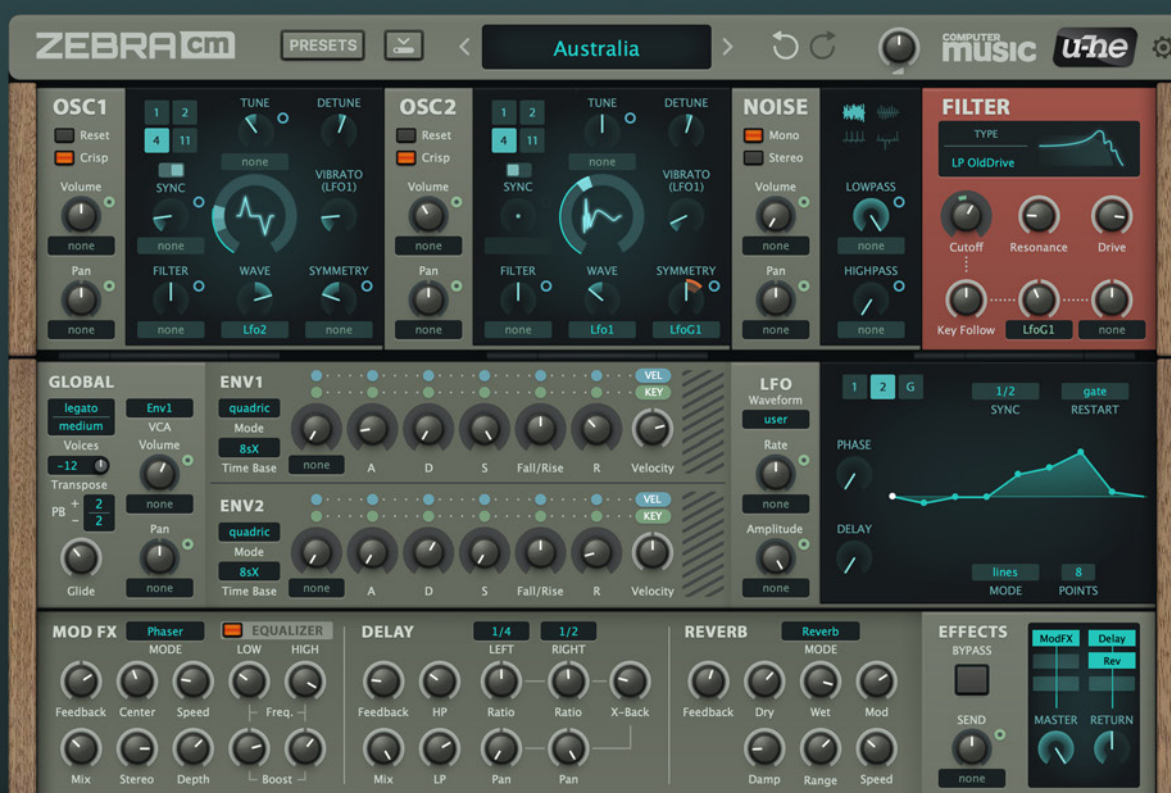 ZEBRA cm PRESETS Australia COMPUTER music u-he
OSC1
1 2
4 11
Reset
Crisp
Volume
none
Pan
none
TUNE DETUNE
none
SYNC
none
VIBRATO
(LFO1)
FILTER WAVE SYMMETRY
none Lfo2 none
OSC2
1 2
4 11
Reset
Crisp
Volume
none
Pan
none
TUNE DETUNE
none
SYNC
VIBRATO
(LFO1)
FILTER WAVE SYMMETRY
none Lfo1 LfoG1
NOISE
Mono
Stereo
Volume
none
Pan
none
LOWPASS
none
HIGHPASS
none
FILTER
TYPE
LP OldDrive
Cutoff Resonance Drive
Key Follow LfoG1 none
GLOBAL
legato
medium
Voices
-12
Transpose
PB + 2
- 2
Glide
Env1
VCA
Volume
none
Pan
none
ENV1
quadric
Mode
8sX
Time Base
VEL
KEY
none A D S Fall/Rise R Velocity
ENV2
quadric
Mode
8sX
Time Base
VEL
KEY
none A D S Fall/Rise R Velocity
LFO
Waveform
user
Rate
none
Amplitude
none
1 2 G
1/2
SYNC
gate
RESTART
PHASE
DELAY
lines
MODE
8
POINTS
MOD FX Phaser
MODE
EQUALIZER
LOW HIGH
Feedback Center Speed Freq.
Mix Stereo Depth Boost
DELAY
1/4 1/2
LEFT RIGHT
Feedback HP Ratio Ratio X-Back
Mix LP Pan Pan
REVERB Reverb
MODE
Feedback Dry Wet Mod
Damp Range Speed
EFFECTS
BYPASS
SEND
none
ModFX Delay
Rev
MASTER RETURN